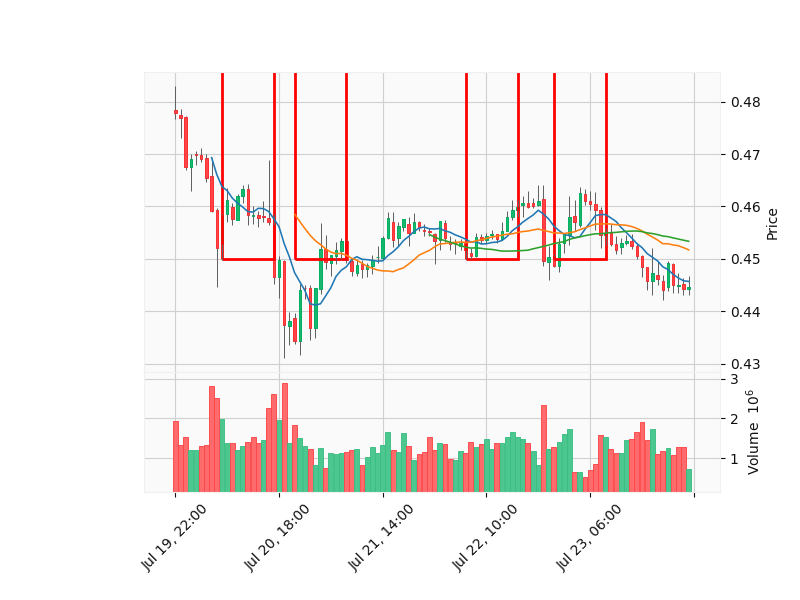 0.48
0.47
0.46
0.45
0.44
0.43
Price
3
2
1
Volume 10^6
Jul 19, 22:00
Jul 20, 18:00
Jul 21, 14:00
Jul 22, 10:00
Jul 23, 06:00